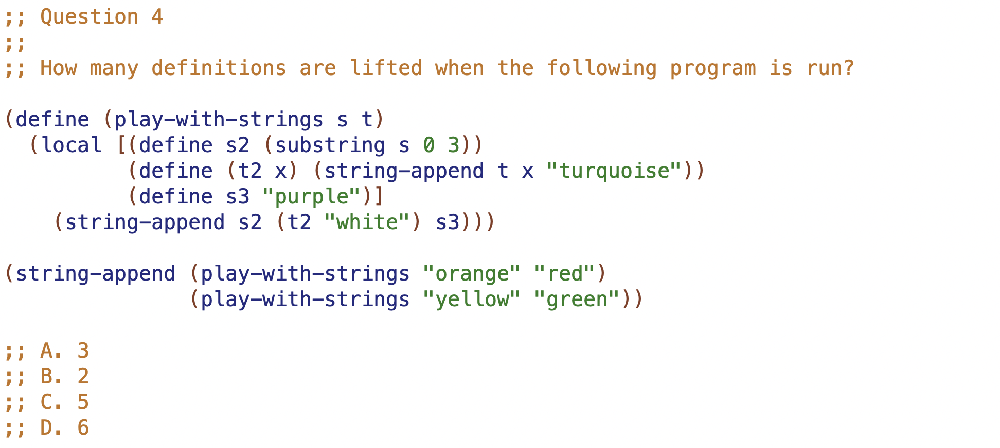 ;; Question 4
;;
;; How many definitions are lifted when the following program is run?

(define (play-with-strings s t)
  (local [(define s2 (substring s 0 3))
          (define (t2 x) (string-append t x "turquoise"))
          (define s3 "purple")]
    (string-append s2 (t2 "white") s3)))

(string-append (play-with-strings "orange" "red")
               (play-with-strings "yellow" "green"))

;; A. 3
;; B. 2
;; C. 5
;; D. 6